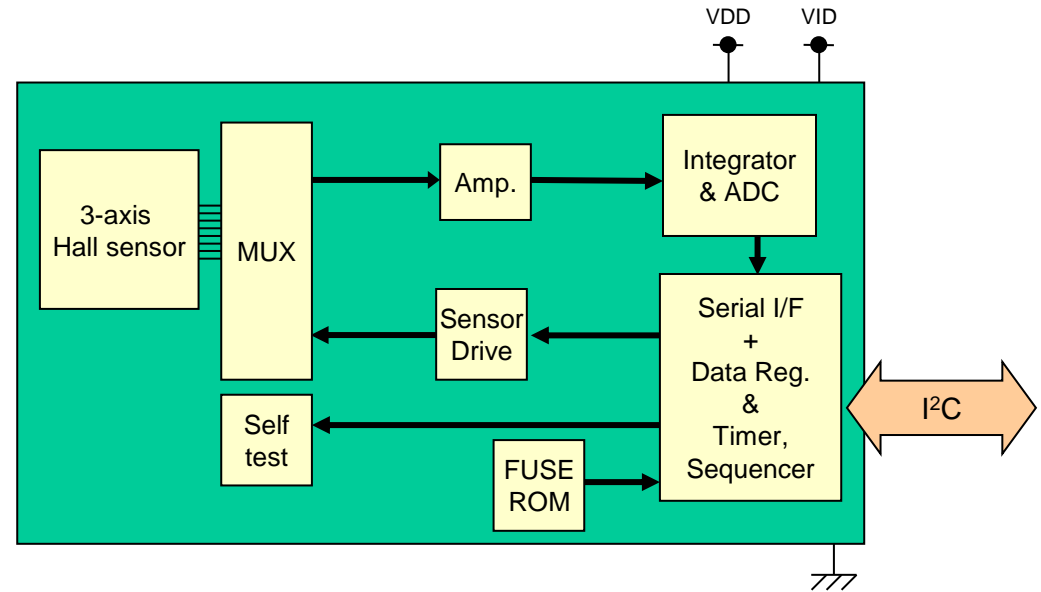 VDD
VID
3-axis
Hall sensor
MUX
Amp.
Integrator
& ADC
Sensor
Drive
Serial I/F
+
Data Reg.
&
Timer,
Sequencer
Self
test
FUSE
ROM
I²C